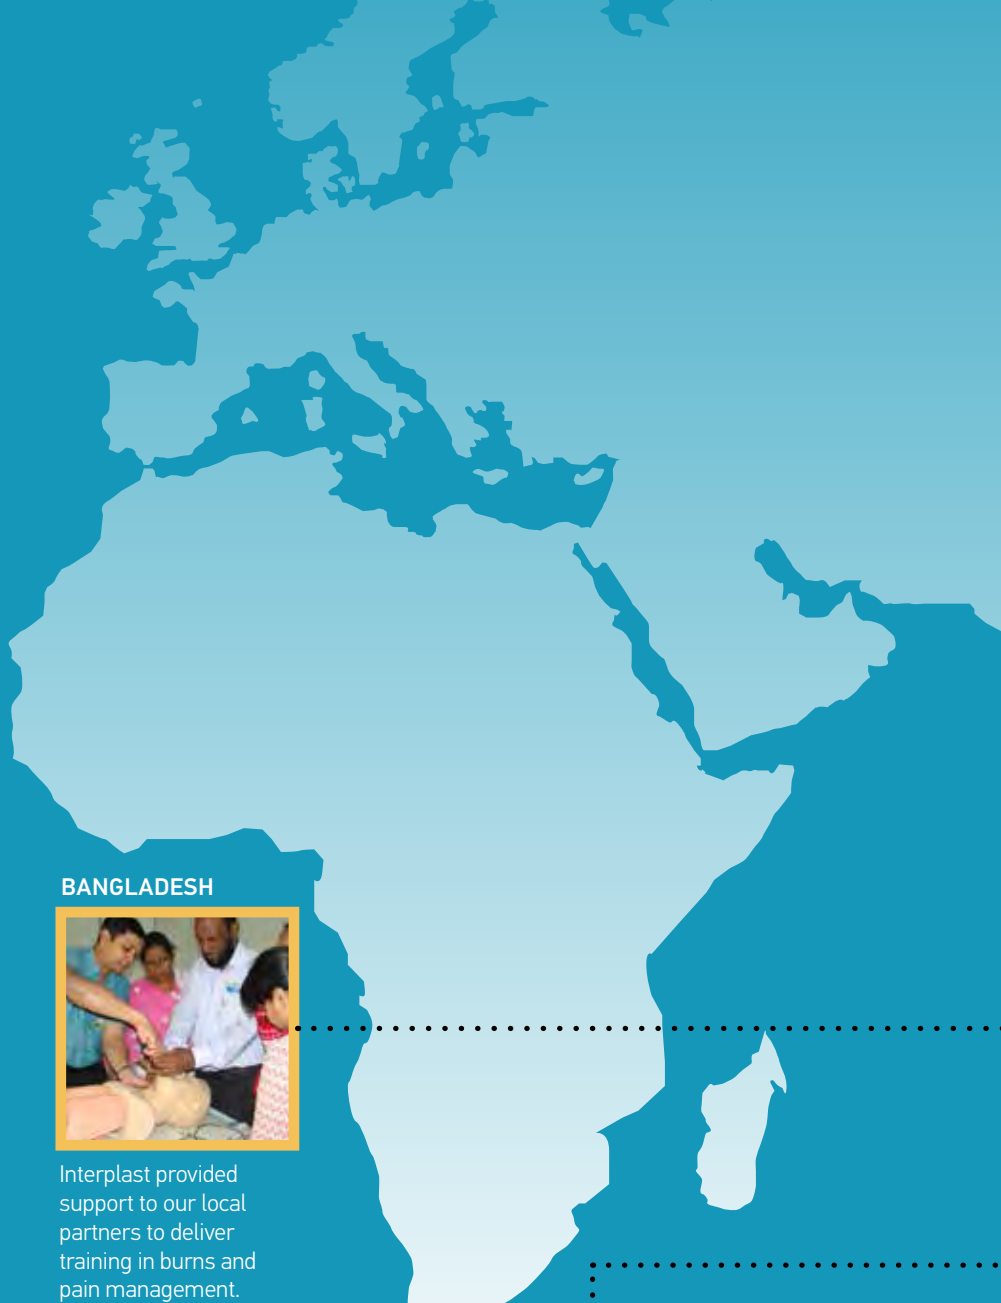 BANGLADESH
Interplast provided
support to our local
partners to deliver
training in burns and
pain management.